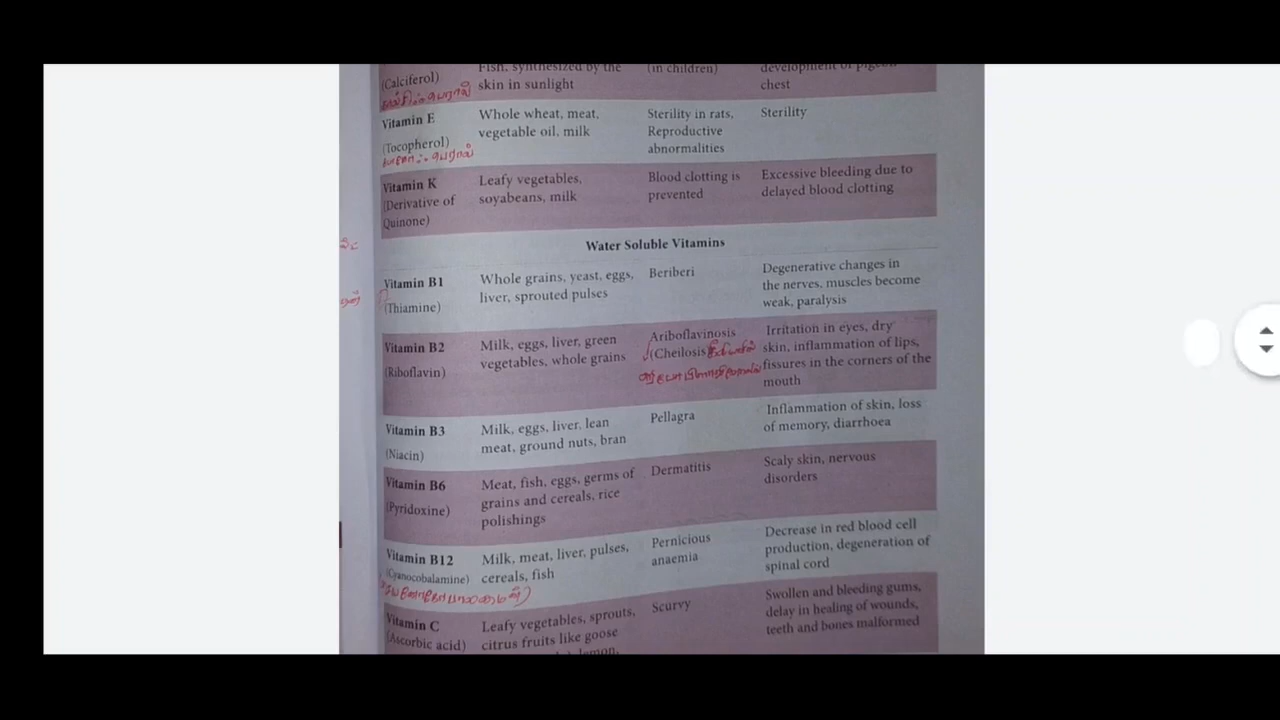 Fish, synthesized by the (in children) development of pigeon
(Calciferol) skin in sunlight chest
Vitamin E Whole wheat, meat, Sterility in rats, Sterility
(Tocopherol) vegetable oil, milk Reproductive
abnormalities
Vitamin K Leafy vegetables, Blood clotting is Excessive bleeding due to
(Derivative of soyabeans, milk prevented delayed blood clotting
Quinone)
Water Soluble Vitamins
Vitamin B1 Whole grains, yeast, eggs, Beriberi Degenerative changes in
(Thiamine) liver, sprouted pulses the nerves, muscles become
weak, paralysis
Vitamin B2 Milk, eggs, liver, green Ariboflavinosis Irritation in eyes, dry
(Riboflavin) vegetables, whole grains (Cheilosis skin, inflammation of lips,
fissures in the corners of the
mouth
Vitamin B3 Milk, eggs, liver, lean Pellagra Inflammation of skin, loss
(Niacin) meat, ground nuts, bran of memory, diarrhoea
Vitamin B6 Meat, fish, eggs, germs of Dermatitis Scaly skin, nervous
(Pyridoxine) grains and cereals, rice disorders
polishings
Vitamin B12 Milk, meat, liver, pulses, Pernicious Decrease in red blood cell
(Cyanocobalamine) cereals, fish anaemia production, degeneration of
spinal cord
Vitamin C Leafy vegetables, sprouts, Scurvy Swollen and bleeding gums,
(Ascorbic acid) citrus fruits like goose delay in healing of wounds,
lemon, teeth and bones malformed